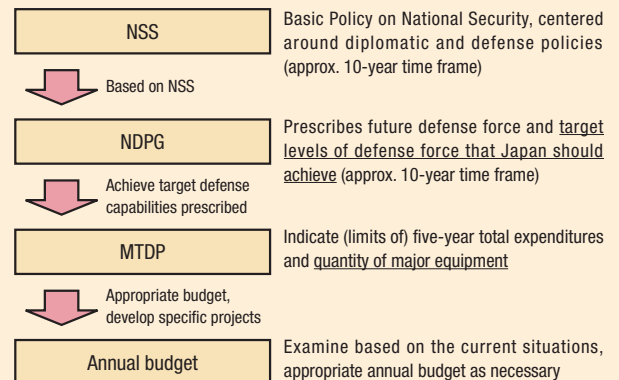 NSS
Basic Policy on National Security, centered
around diplomatic and defense policies
(approx. 10-year time frame)
Based on NSS
NDPG
Prescribes future defense force and target
levels of defense force that Japan should
achieve (approx. 10-year time frame)
Achieve target defense
capabilities prescribed
MTDP
Indicate (limits of) five-year total expenditures
and quantity of major equipment
Appropriate budget,
develop specific projects
Annual budget
Examine based on the current situations,
appropriate annual budget as necessary